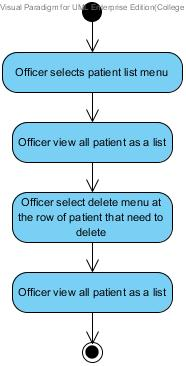 Visual Paradigm for UML Enterprise Edition(College
Officer selects patient list menu
Officer view all patient as a list
Officer select delete menu at
the row of patient that need to
delete
Officer view all patient as a list